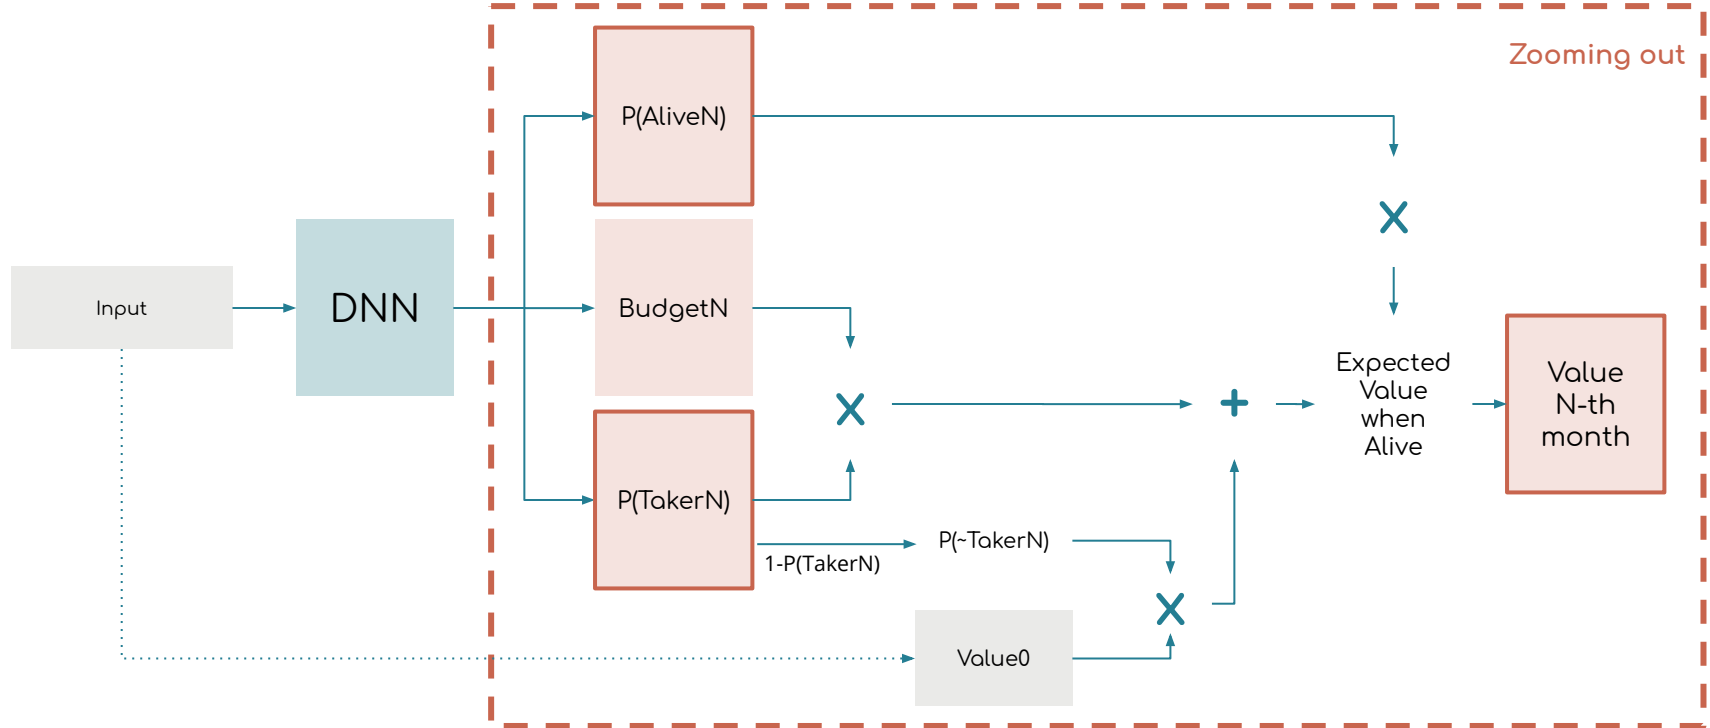 Zooming out
P(AliveN)
Input
DNN
BudgetN
Expected
Value
when
Alive
Value
N-th
month
P(TakerN)
P(~TakerN)
1-P(TakerN)
Value0